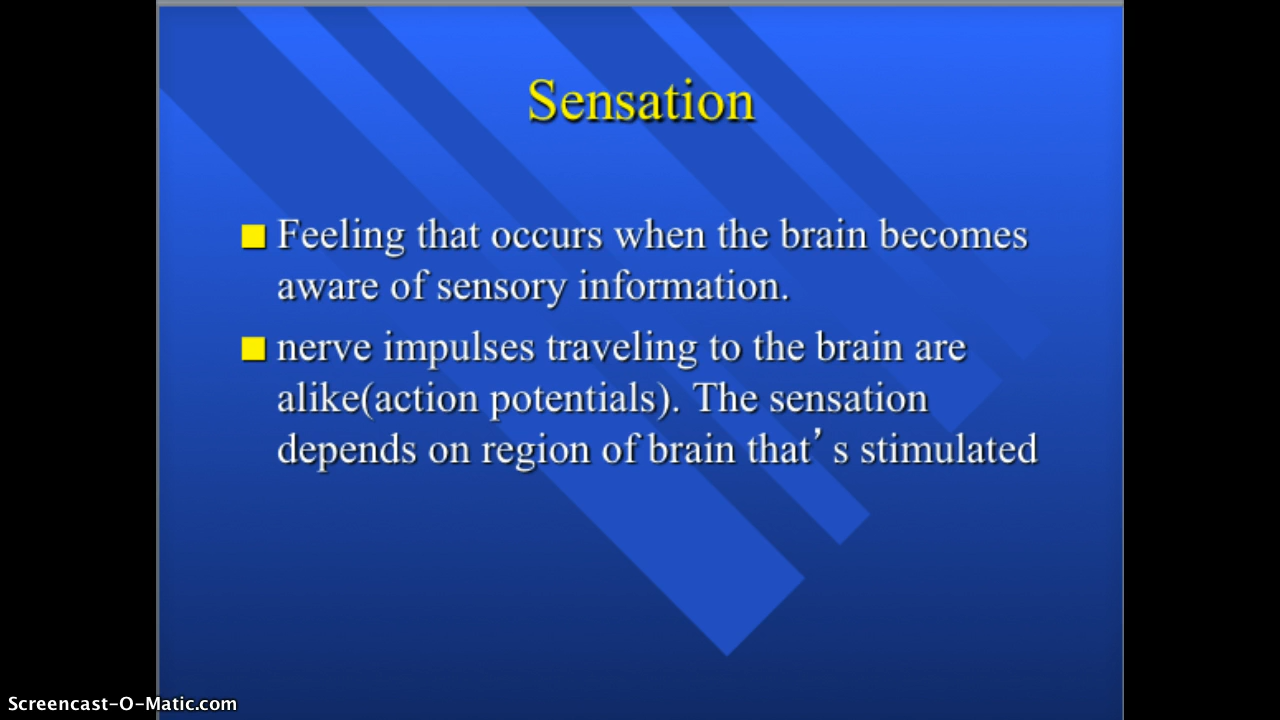 Sensation
Feeling that occurs when the brain becomes
aware of sensory information.
nerve impulses traveling to the brain are
alike(action potentials). The sensation
depends on region of brain that’s stimulated
Screencast-O-Matic.com